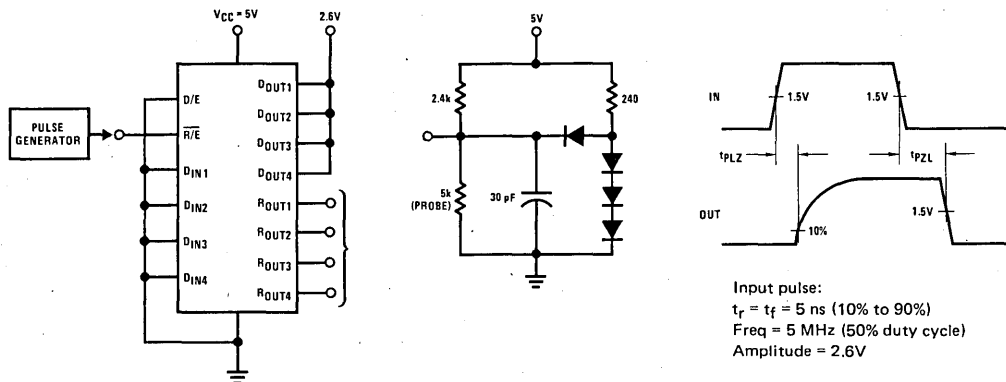 VCC = 5V
2.6V
D/E
R/E
PULSE
GENERATOR
DIN1
DIN2
DIN3
DIN4
DOUT1
DOUT2
DOUT3
DOUT4
ROUT1
ROUT2
ROUT3
ROUT4
5V
2.4k
240
5k
(PROBE)
30 pF
IN
1.5V
1.5V
tPLZ
tPZL
OUT
10%
1.5V
Input pulse:
tr = tf = 5 ns (10% to 90%)
Freq = 5 MHz (50% duty cycle)
Amplitude = 2.6V